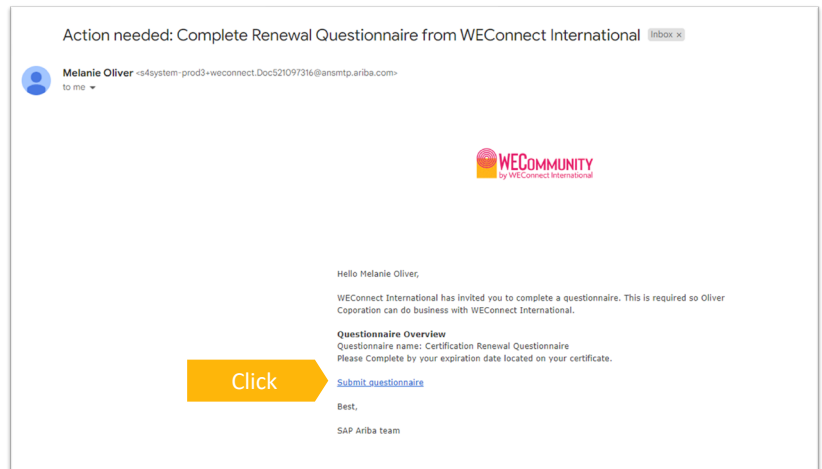 Action needed: Complete Renewal Questionnaire from WEConnect International Inbox x
Melanie Oliver <s4system-prod3+weconnect.Doc521097316@ansmtp.ariba.com>
to me
WECOMMUNITY
by WEConnect International
Hello Melanie Oliver,
WEConnect International has invited you to complete a questionnaire. This is required so Oliver
Coporation can do business with WEConnect International.
Questionnaire Overview
Questionnaire name: Certification Renewal Questionnaire
Please Complete by your expiration date located on your certificate.
Click
Submit questionnaire
Best,
SAP Ariba team